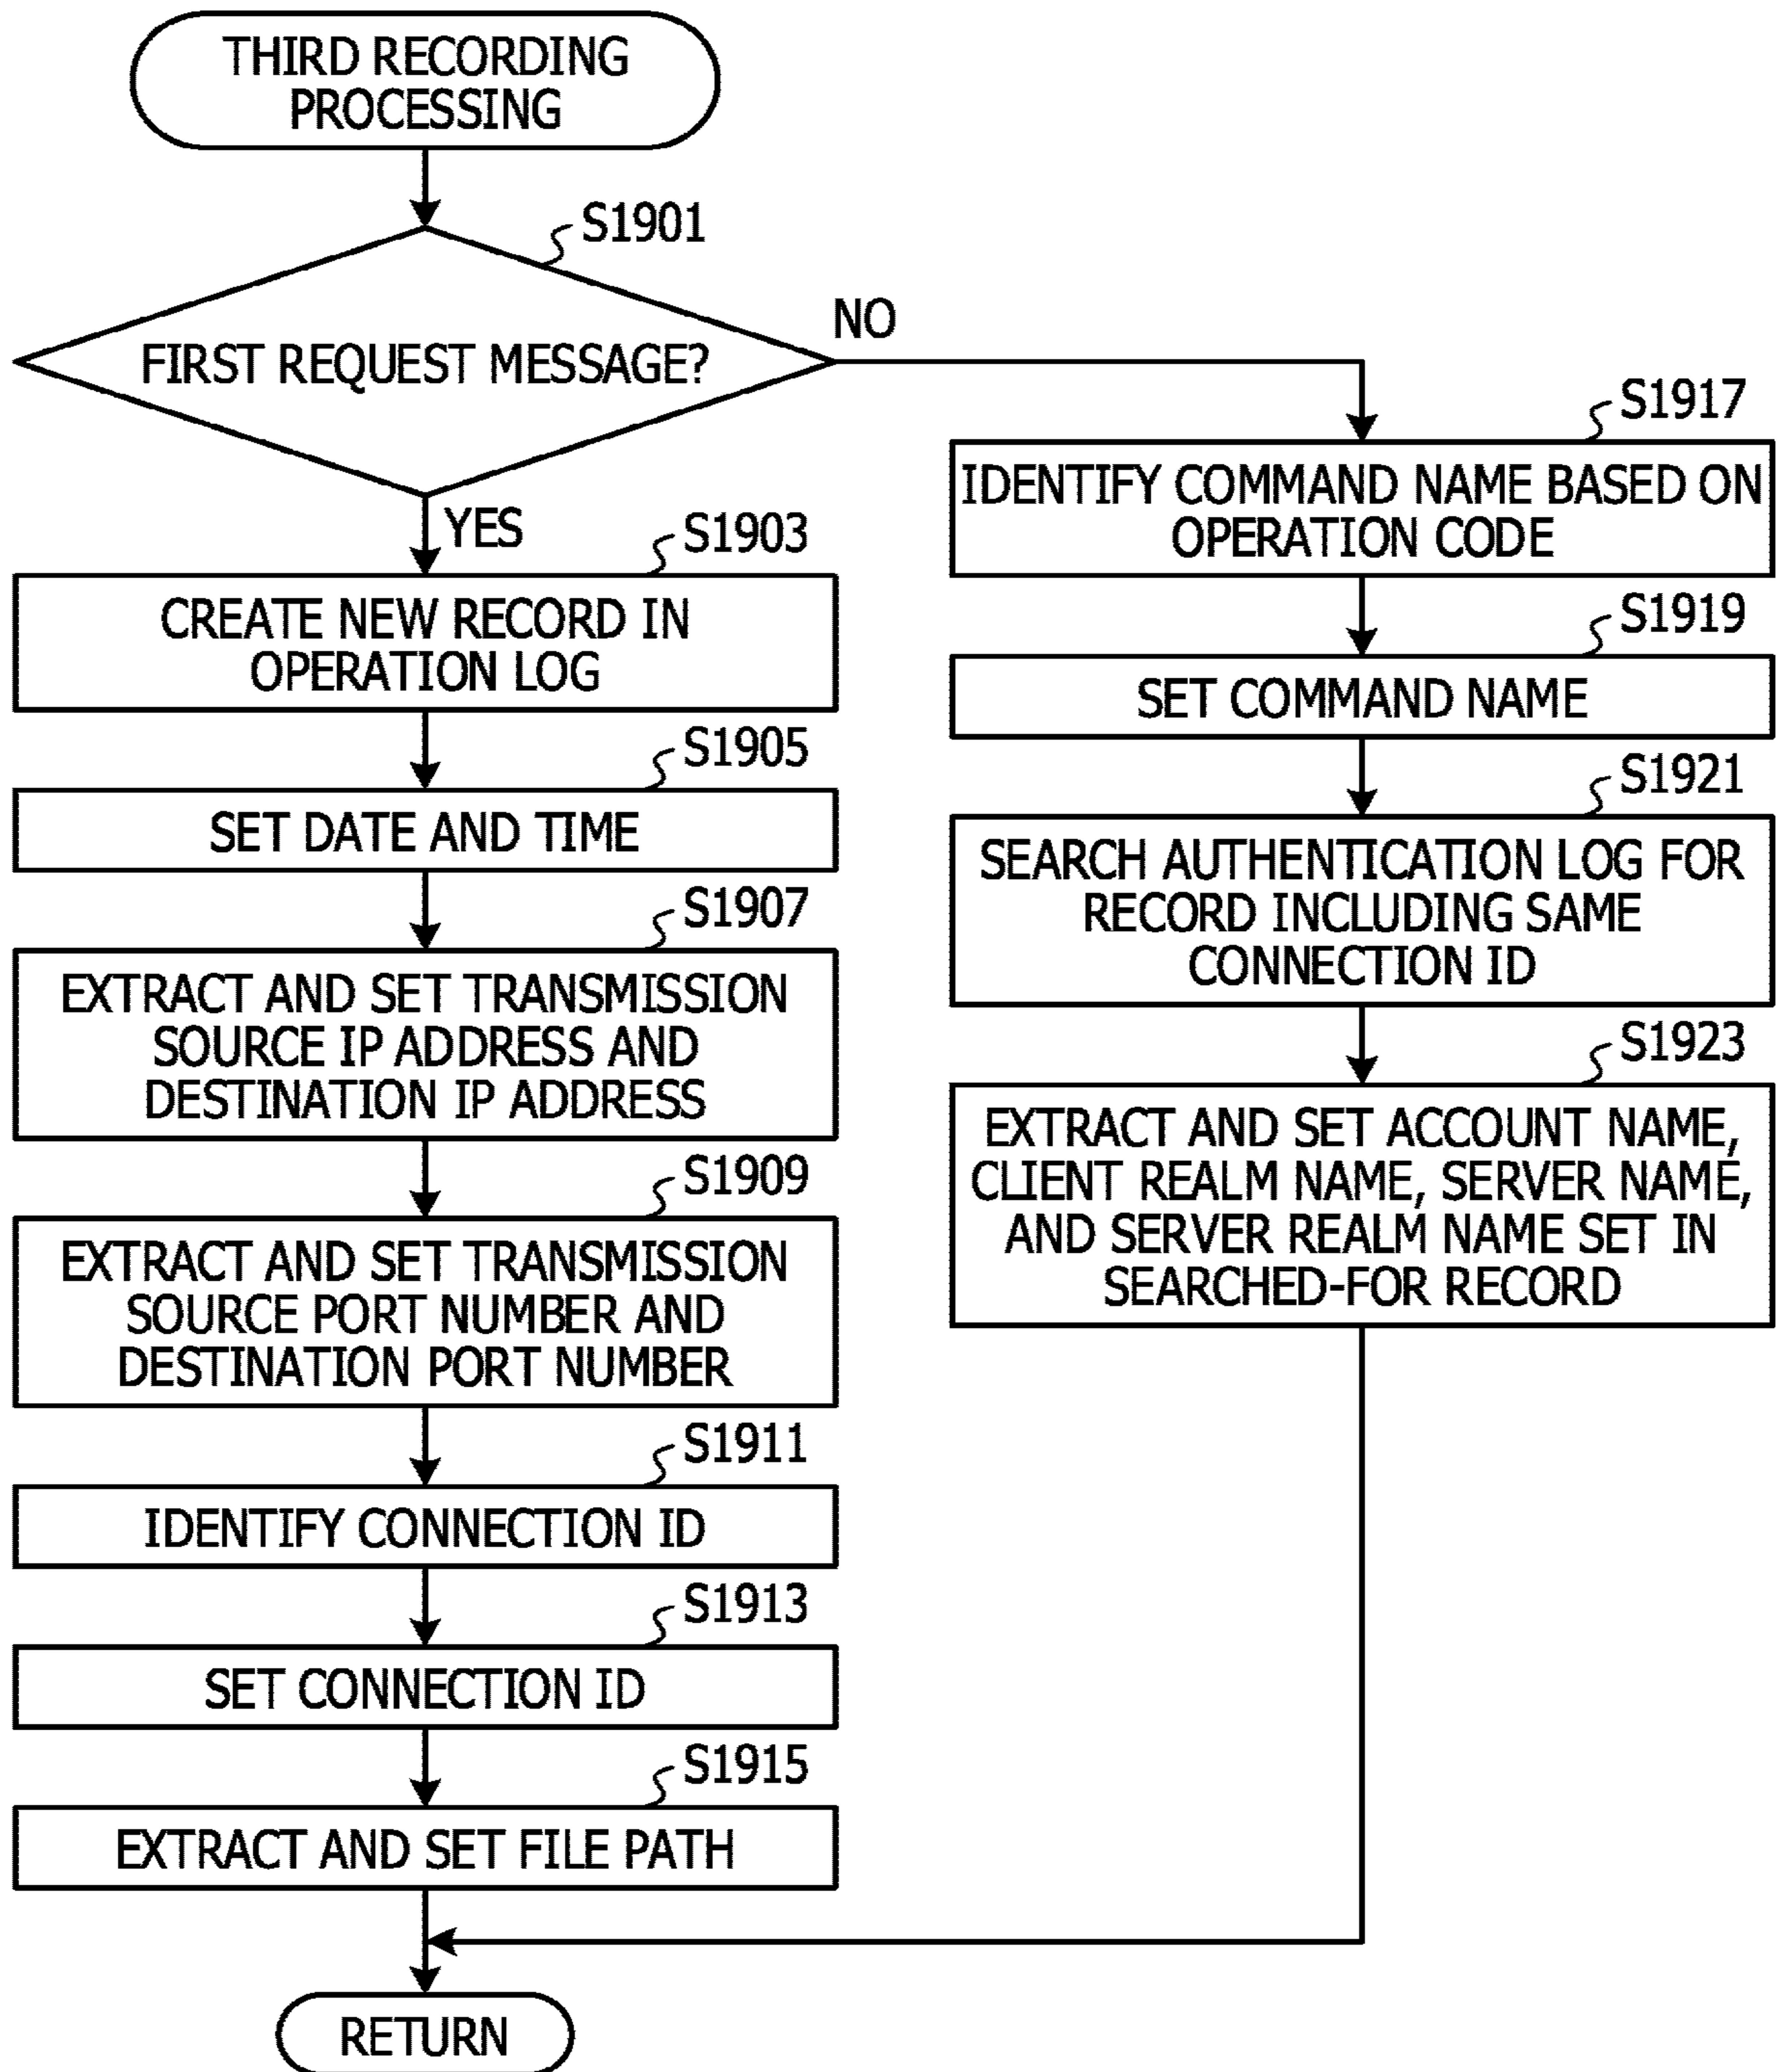 THIRD RECORDING
PROCESSING
S1901
FIRST REQUEST MESSAGE?
NO
YES
S1903
CREATE NEW RECORD IN
OPERATION LOG
S1905
SET DATE AND TIME
S1907
EXTRACT AND SET TRANSMISSION
SOURCE IP ADDRESS AND
DESTINATION IP ADDRESS
S1909
EXTRACT AND SET TRANSMISSION
SOURCE PORT NUMBER AND
DESTINATION PORT NUMBER
S1911
IDENTIFY CONNECTION ID
S1913
SET CONNECTION ID
S1915
EXTRACT AND SET FILE PATH
S1917
IDENTIFY COMMAND NAME BASED ON
OPERATION CODE
S1919
SET COMMAND NAME
S1921
SEARCH AUTHENTICATION LOG FOR
RECORD INCLUDING SAME
CONNECTION ID
S1923
EXTRACT AND SET ACCOUNT NAME,
CLIENT REALM NAME, SERVER NAME,
AND SERVER REALM NAME SET IN
SEARCHED-FOR RECORD
RETURN